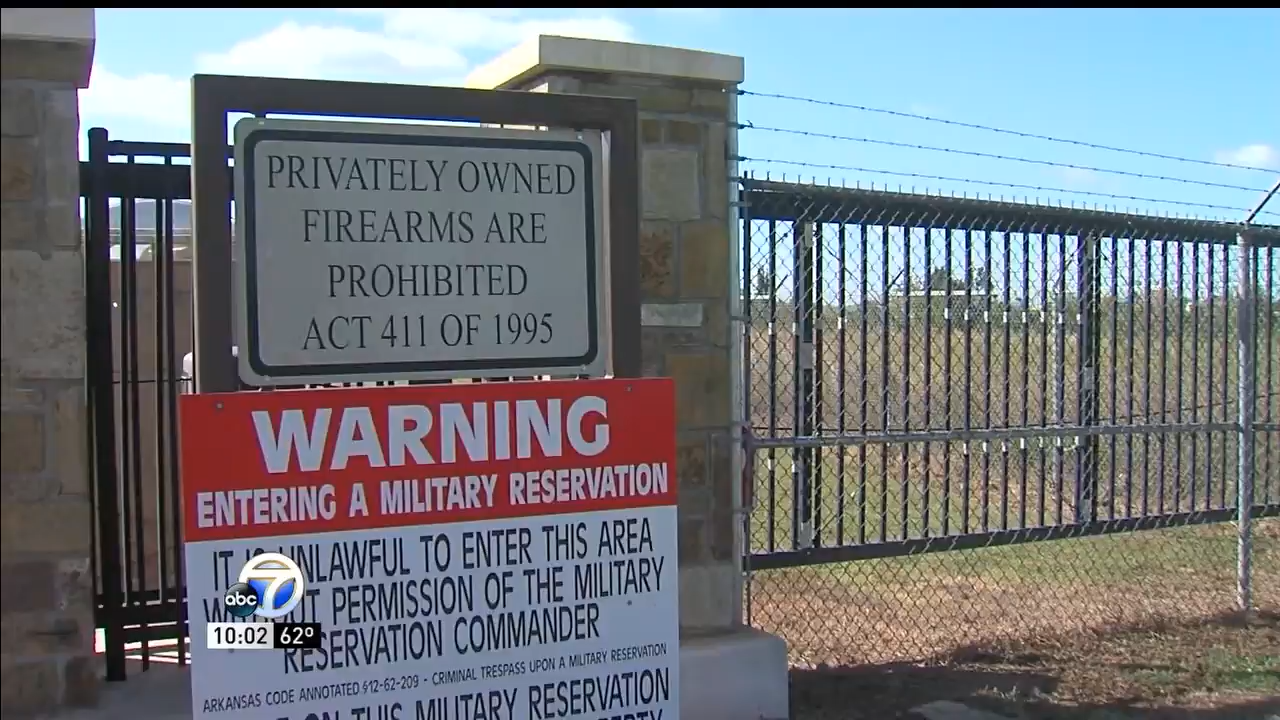 PRIVATELY OWNED
FIREARMS ARE
PROHIBITED
ACT 411 OF 1995
WARNING
ENTERING A MILITARY RESERVATION
IT IS UNLAWFUL TO ENTER THIS AREA
PERMISSION OF THE MILITARY
RESERVATION COMMANDER
ARKANSAS CODE ANNOTATED §12-62-209 - CRIMINAL TRESPASS UPON A MILITARY RESERVATION
ON THIS MILITARY RESERVATION
abc 7
10:02 62°